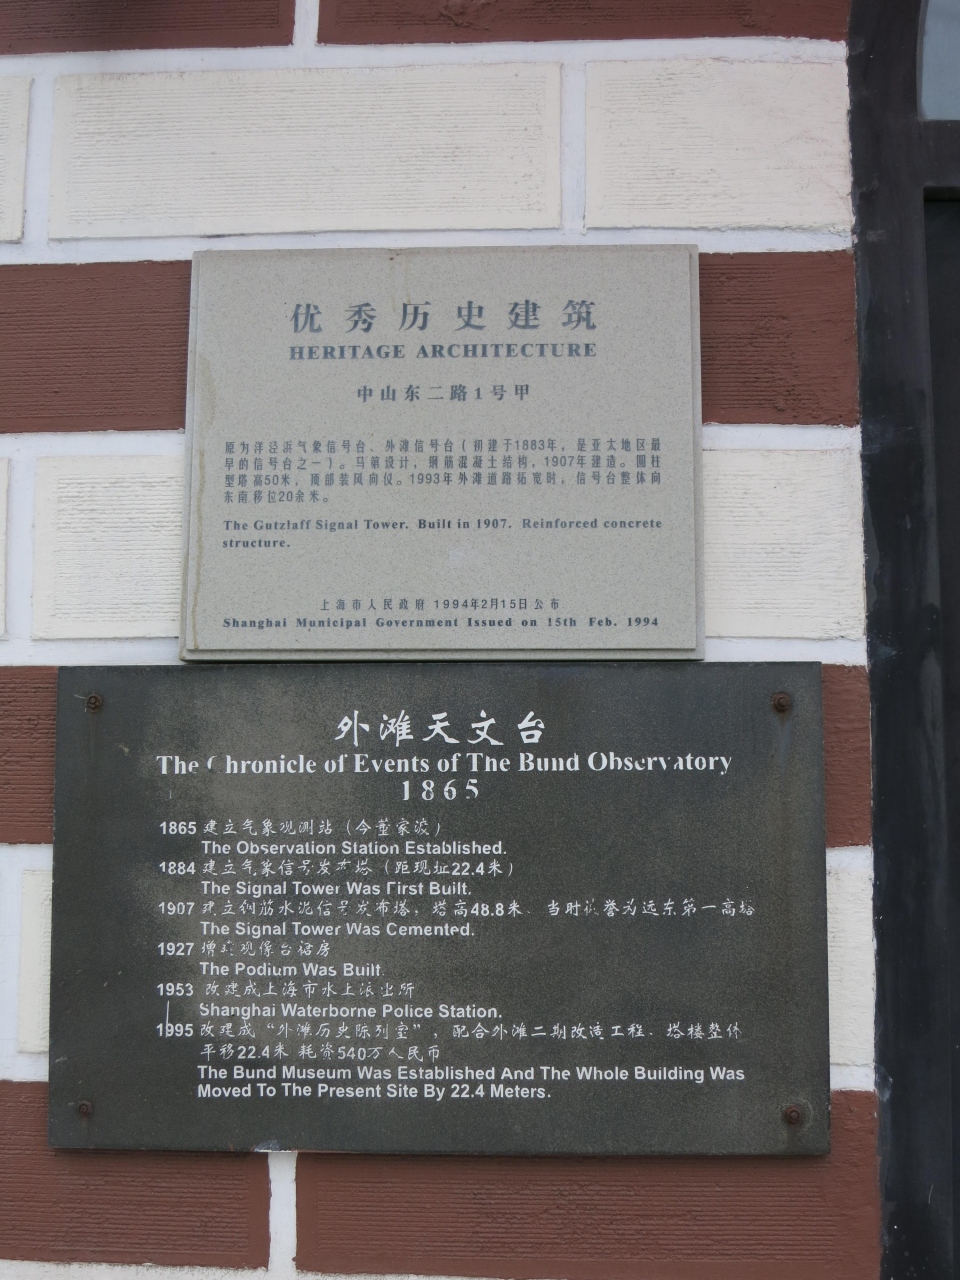 优秀历史建筑
HERITAGE ARCHITECTURE
中山东二路1号甲
原为洋泾浜气象信号台、外滩信号台（初建于1883年，是亚太地区最
早的信号台之一）。马第设计，钢筋混凝土结构，1907年建造。圆柱
型塔高50米，顶部装风向仪。1993年外滩道路拓宽时，信号台整体向
东南移位20余米。
The Gutzlaff Signal Tower. Built in 1907. Reinforced concrete
structure.
上海市人民政府 1994年2月15日公布
Shanghai Municipal Government Issued on 15th Feb. 1994
外滩天文台
The Chronicle of Events of The Bund Observatory
1865
1865 建立气象观测站（今董家渡）
The Observation Station Established.
1884 建立气象信号发布塔（距现址22.4米）
The Signal Tower Was First Built.
1907 建立钢筋水泥信号发布塔，塔高48.8米、当时被誉为远东第一高塔
The Signal Tower Was Cemented.
1927 增 观像台裙房
The Podium Was Built.
1953 改建成上海市水上派出所
Shanghai Waterborne Police Station.
1995 改建成“外滩历史陈列室”，配合外滩二期改造工程、塔楼整体
平移22.4米 耗资540万人民币
The Bund Museum Was Established And The Whole Building Was
Moved To The Present Site By 22.4 Meters.